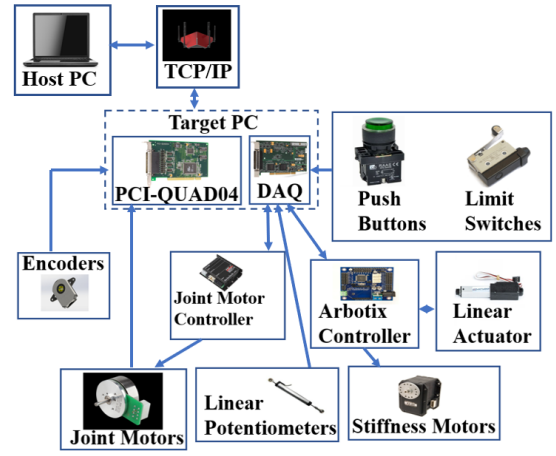 Host PC
TCP/IP
Target PC
PCI-QUAD04
DAQ
Push
Buttons
Limit
Switches
Encoders
Joint Motor
Controller
Arbotix
Controller
Linear
Actuator
Joint Motors
Linear
Potentiometers
Stiffness Motors